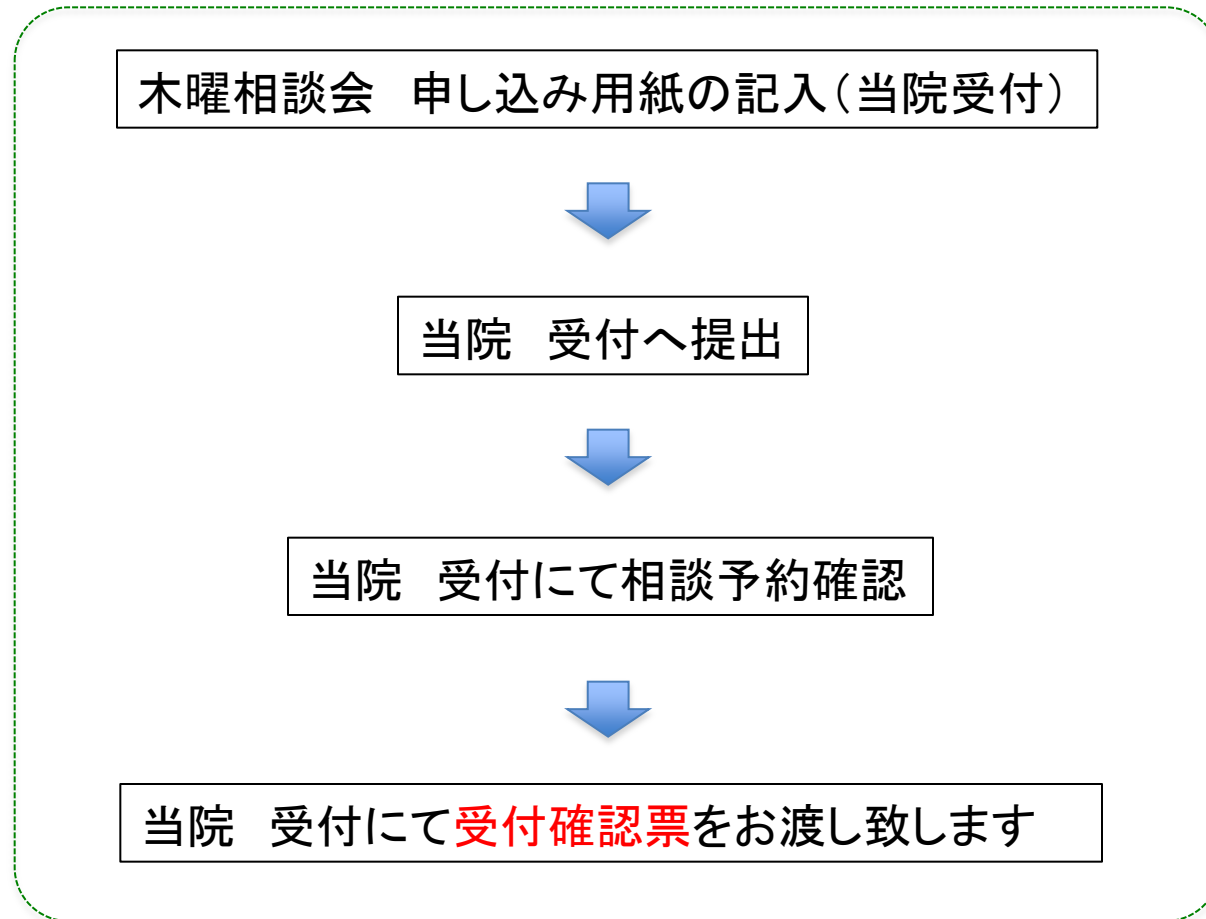 木曜相談会　申し込み用紙の記入（当院受付）
当院　受付へ提出
当院　受付にて相談予約確認
当院　受付にて受付確認票をお渡し致します